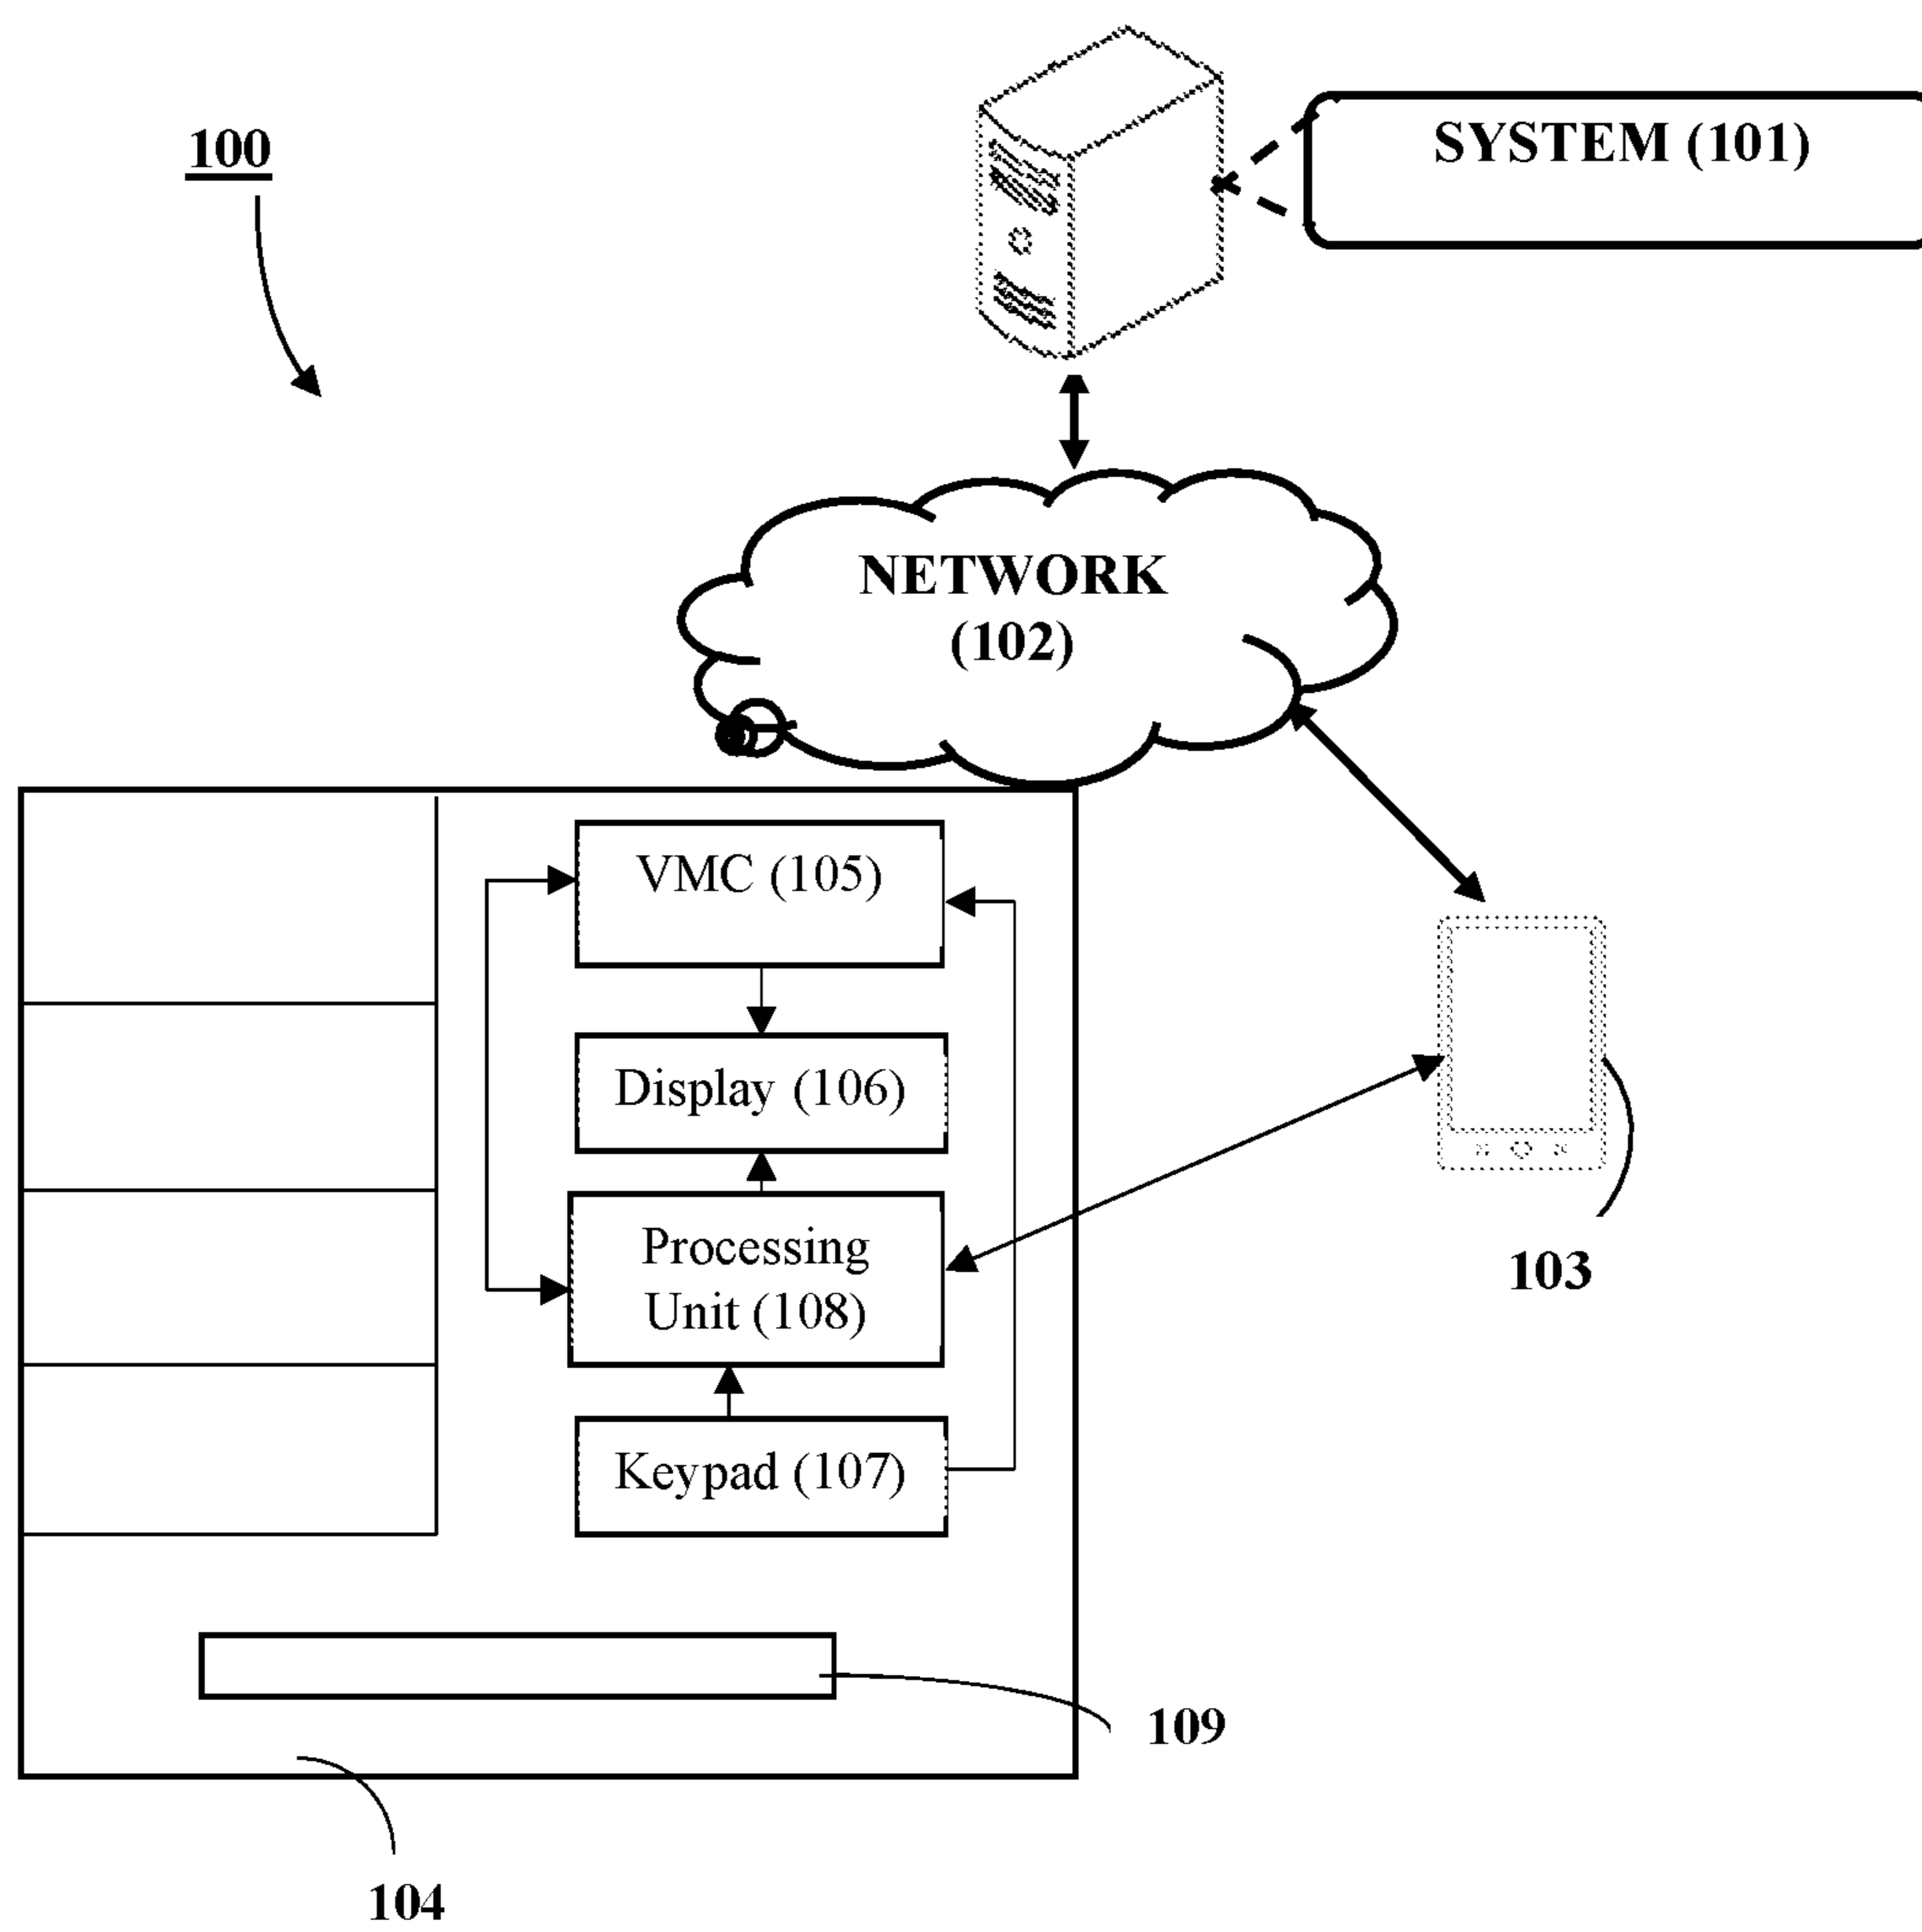 100
SYSTEM (101)
NETWORK
(102)
VMC (105)
Display (106)
Processing
Unit (108)
Keypad (107)
103
109
104